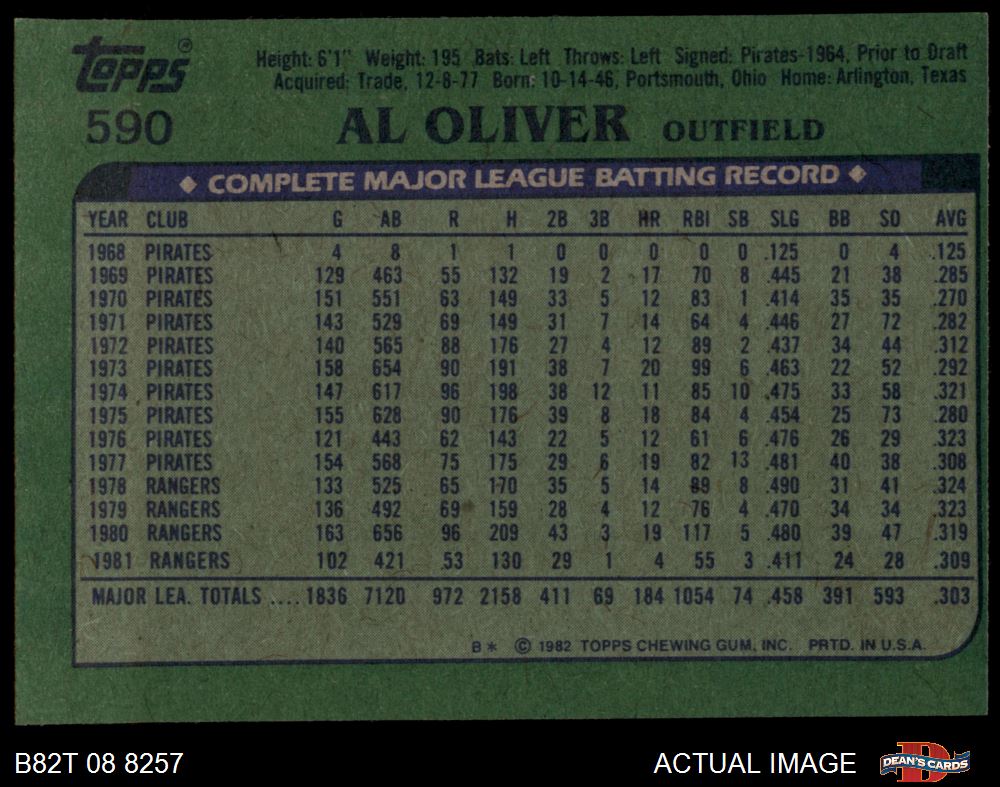 Topps®
Height: 6'1" Weight: 195 Bats: Left Throws: Left Signed: Pirates-1964, Prior to Draft
Acquired: Trade, 12-8-77 Born: 10-14-46, Portsmouth, Ohio Home: Arlington, Texas
590 AL OLIVER OUTFIELD
◆ COMPLETE MAJOR LEAGUE BATTING RECORD ◆
YEAR CLUB G AB R H 2B 3B HR RBI SB SLG BB SO AVG
1968 PIRATES 4 8 1 1 0 0 0 0 0 .125 0 4 .125
1969 PIRATES 129 463 55 132 19 2 17 70 8 .445 21 38 .285
1970 PIRATES 151 551 63 149 33 5 12 83 1 .414 35 35 .270
1971 PIRATES 143 529 69 149 31 7 14 64 4 .446 27 72 .282
1972 PIRATES 140 565 88 176 27 4 12 89 2 .437 34 44 .312
1973 PIRATES 158 654 90 191 38 7 20 99 6 .463 22 52 .292
1974 PIRATES 147 617 96 198 38 12 11 85 10 .475 33 58 .321
1975 PIRATES 155 628 90 176 39 8 18 84 4 .454 25 73 .280
1976 PIRATES 121 443 62 143 22 5 12 61 6 .476 26 29 .323
1977 PIRATES 154 568 75 175 29 6 19 82 13 .481 40 38 .308
1978 RANGERS 133 525 65 170 35 5 14 89 8 .490 31 41 .324
1979 RANGERS 136 492 69 159 28 4 12 76 4 .470 34 34 .323
1980 RANGERS 163 656 96 209 43 3 19 117 5 .480 39 47 .319
1981 RANGERS 102 421 53 130 29 1 4 55 3 .411 24 28 .309
MAJOR LEA. TOTALS .... 1836 7120 972 2158 411 69 184 1054 74 .458 391 593 .303
B* © 1982 TOPPS CHEWING GUM, INC. PRTD. IN U.S.A.
B82T 08 8257 ACTUAL IMAGE DEAN'S CARDS